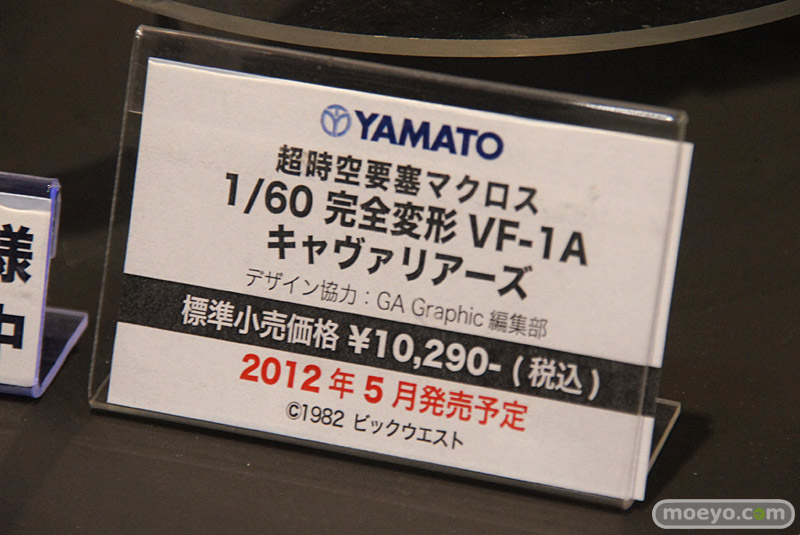 YAMATO
超時空要塞マクロス
1/60 完全変形 VF-1A
キャヴァリアーズ
デザイン協力：GA Graphic 編集部
標準小売価格 ¥10,290-(税込)
2012年5月発売予定
©1982 ビックウエスト
様
中
moeyo.com